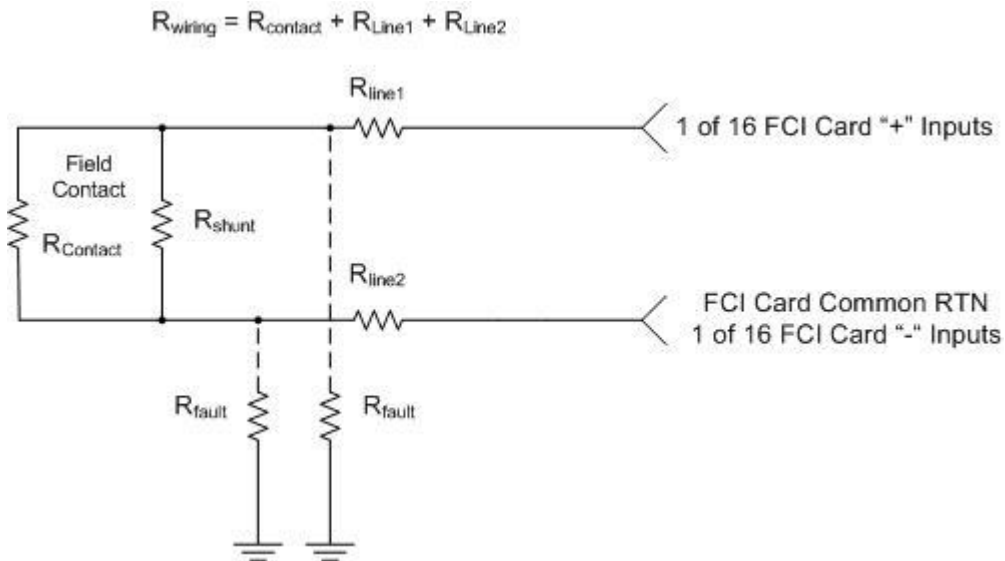 Rwiring = Rcontact + RLine1 + RLine2
Rline1
1 of 16 FCI Card “+” Inputs
Field
Contact
RContact
Rshunt
Rline2
FCI Card Common RTN
1 of 16 FCI Card “-“ Inputs
Rfault
Rfault